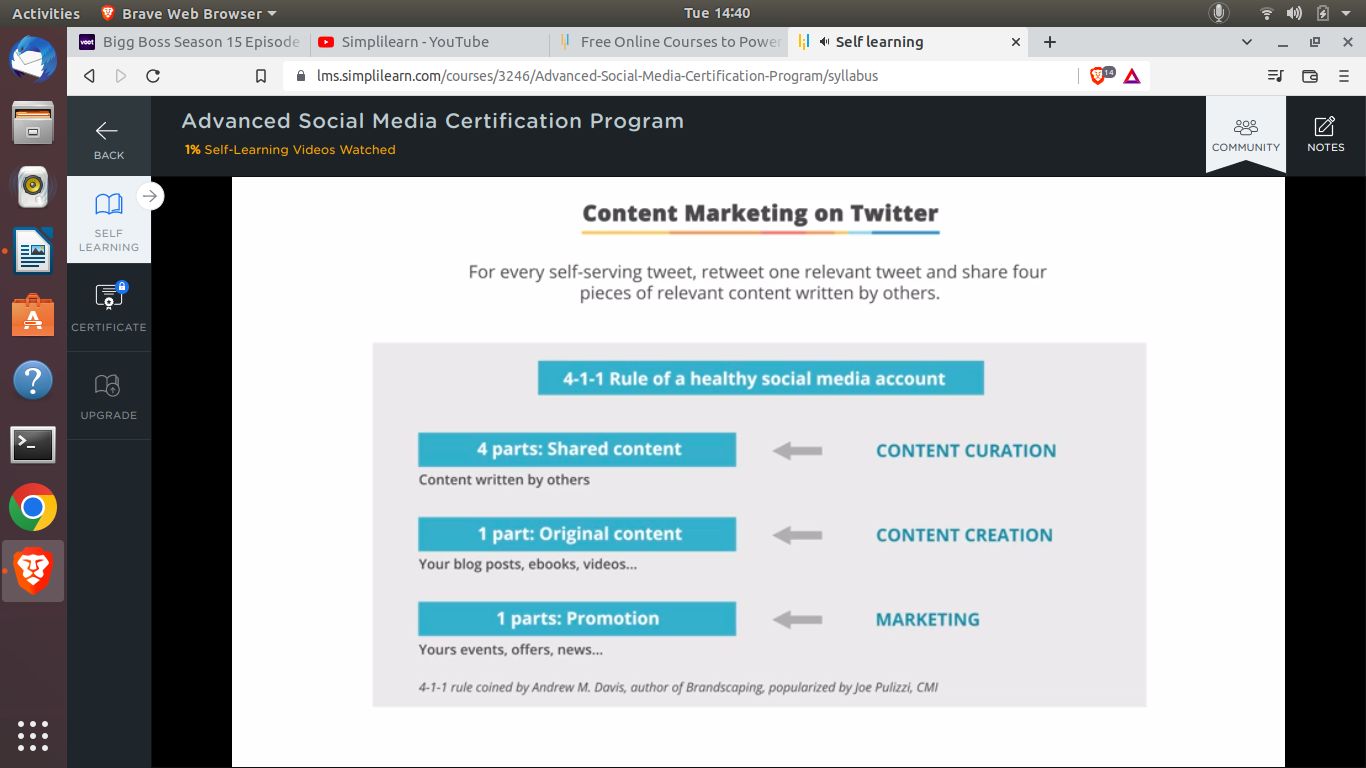 Activities
Brave Web Browser
Tue 14:40
voot
Bigg Boss Season 15 Episode
Simplilearn - YouTube
Free Online Courses to Power
Self learning
lms.simplilearn.com/courses/3246/Advanced-Social-Media-Certification-Program/syllabus
14
BACK
Advanced Social Media Certification Program
1% Self-Learning Videos Watched
COMMUNITY
NOTES
SELF
LEARNING
CERTIFICATE
UPGRADE
Content Marketing on Twitter
For every self-serving tweet, retweet one relevant tweet and share four
pieces of relevant content written by others.
4-1-1 Rule of a healthy social media account
4 parts: Shared content
CONTENT CURATION
Content written by others
1 part: Original content
CONTENT CREATION
Your blog posts, ebooks, videos...
1 parts: Promotion
MARKETING
Yours events, offers, news...
4-1-1 rule coined by Andrew M. Davis, author of Brandscaping, popularized by Joe Pulizzi, CMI